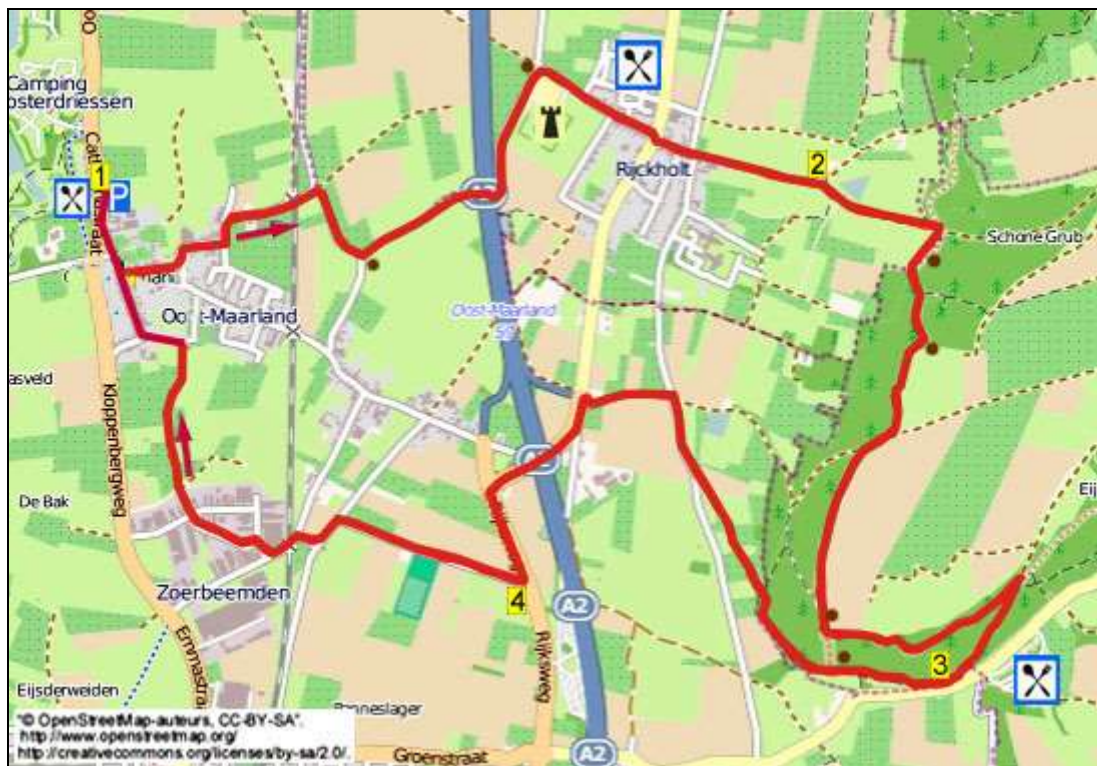 Camping
osterdriessen
1
P
2
Rijckholt
Schone Grub
Oost-Maarland
Oost-Maarland
asveld
Kloppenbergweg
De Bak
Zoerbeemden
4
A2
3
Rijksweg
Emmastra
Eijsderweiden
"© OpenStreetMap-auteurs, CC-BY-SA".
http://www.openstreetmap.org/
http://creativecommons.org/licenses/by-sa/2.0/.
Groenstraat
A2